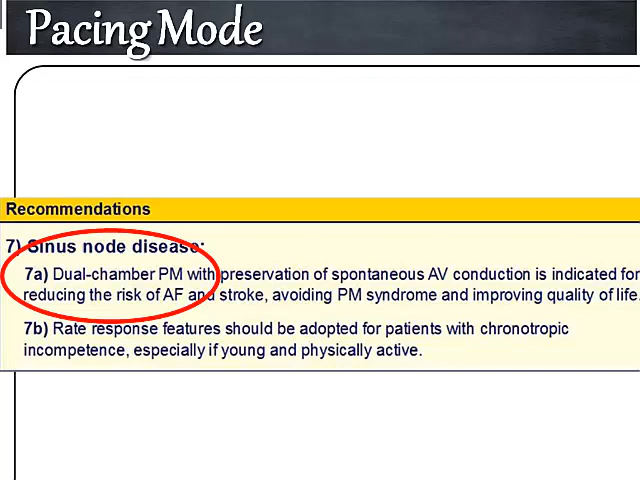 Pacing Mode
Recommendations
7) Sinus node disease:
7a) Dual-chamber PM with preservation of spontaneous AV conduction is indicated for
reducing the risk of AF and stroke, avoiding PM syndrome and improving quality of life.
7b) Rate response features should be adopted for patients with chronotropic
incompetence, especially if young and physically active.